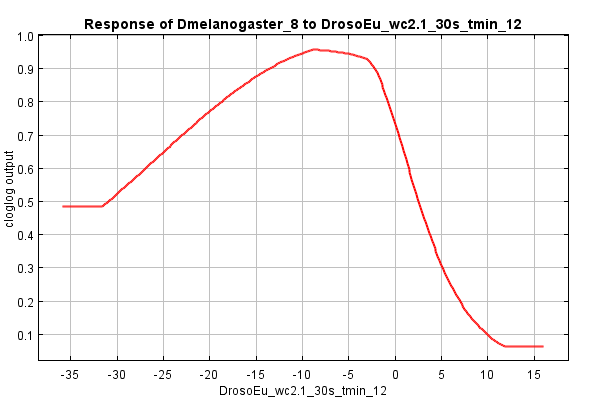 Response of Dmelanogaster_8 to DrosoEu_wc2.1_30s_tmin_12
1.0
0.9
0.8
0.7
0.6
0.5
0.4
0.3
0.2
0.1
cloglog output
-35 -30 -25 -20 -15 -10 -5 0 5 10 15
DrosoEu_wc2.1_30s_tmin_12